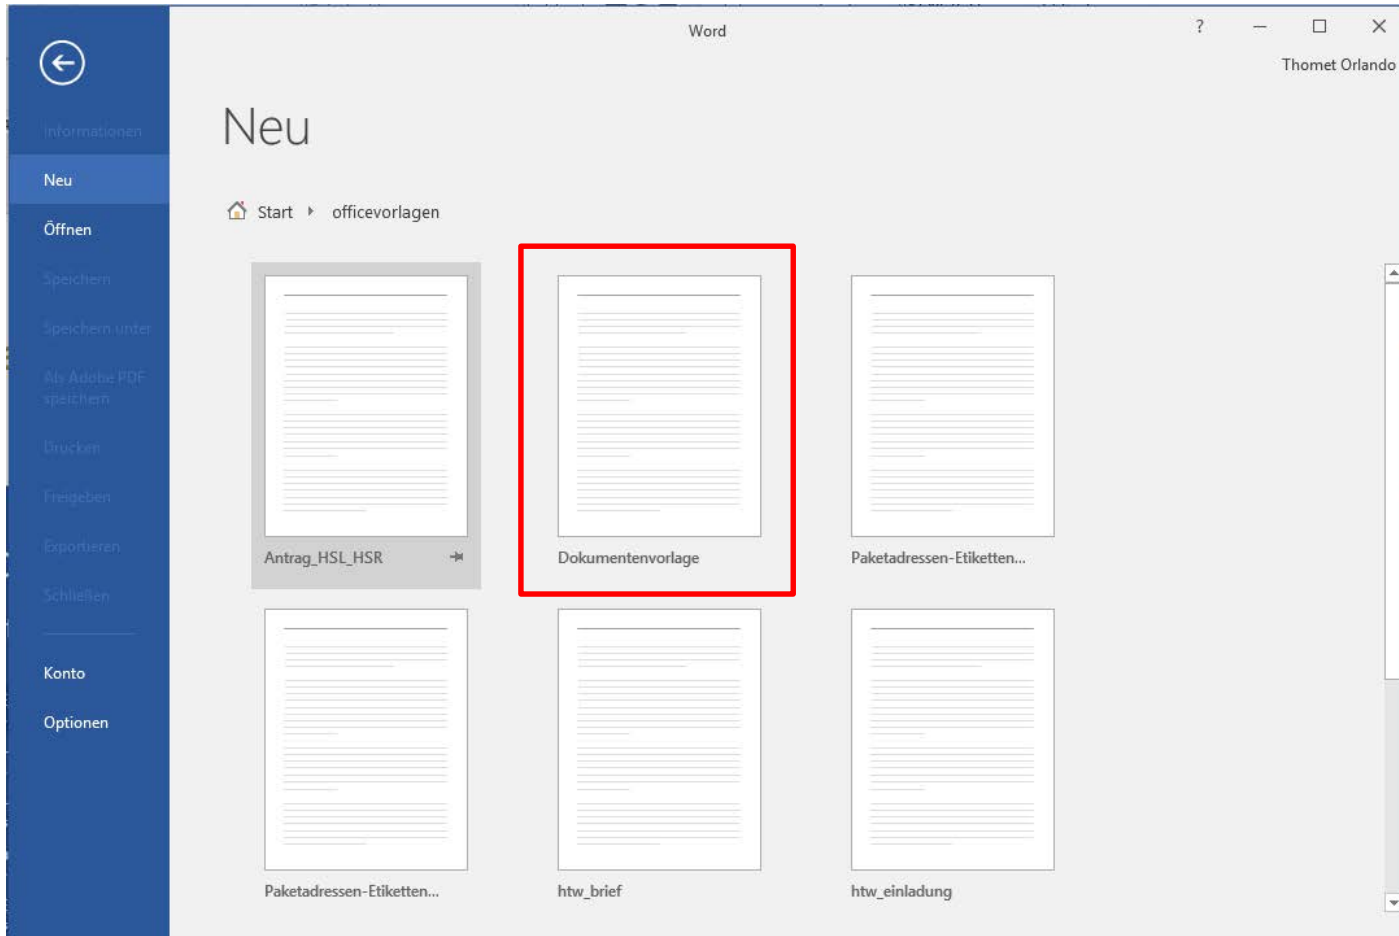 Word
?
Thomet Orlando
Informationen
Neu
Öffnen
Speichern
Speichern unter
Als Adobe PDF
speichern
Drucken
Freigeben
Exportieren
Schließen
Konto
Optionen
Neu
Start
officevorlagen
Antrag_HSL_HSR
Dokumentenvorlage
Paketadressen-Etiketten...
Paketadressen-Etiketten...
htw_brief
htw_einladung